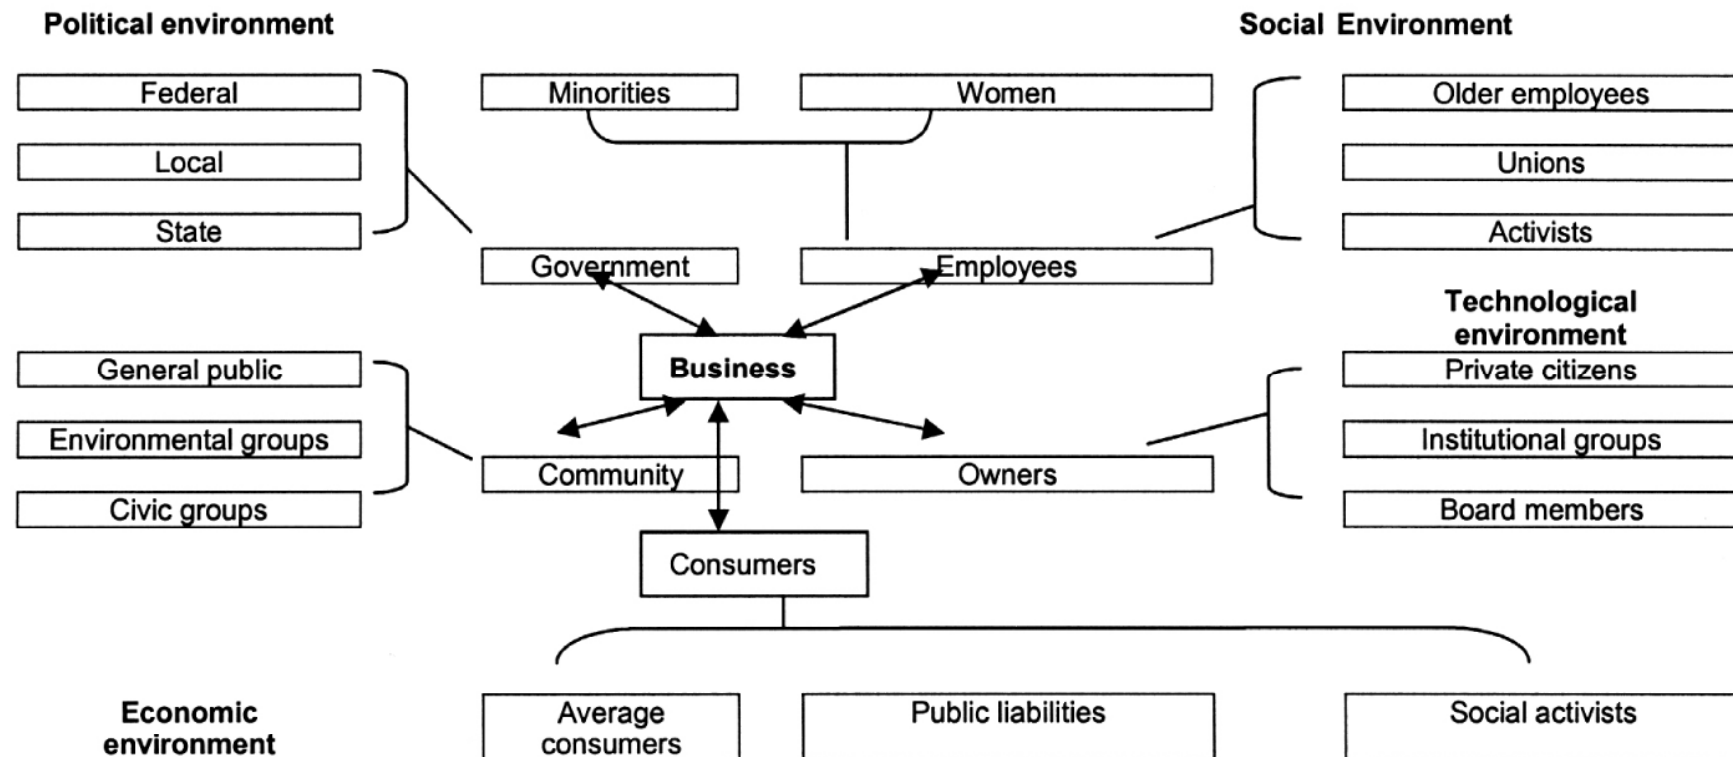 Political environment
Social Environment
Federal
Minorities
Women
Older employees
Local
Unions
State
Activists
Government
Employees
Technological
environment
General public
Business
Private citizens
Environmental groups
Institutional groups
Community
Owners
Civic groups
Board members
Consumers
Economic
environment
Average
consumers
Public liabilities
Social activists